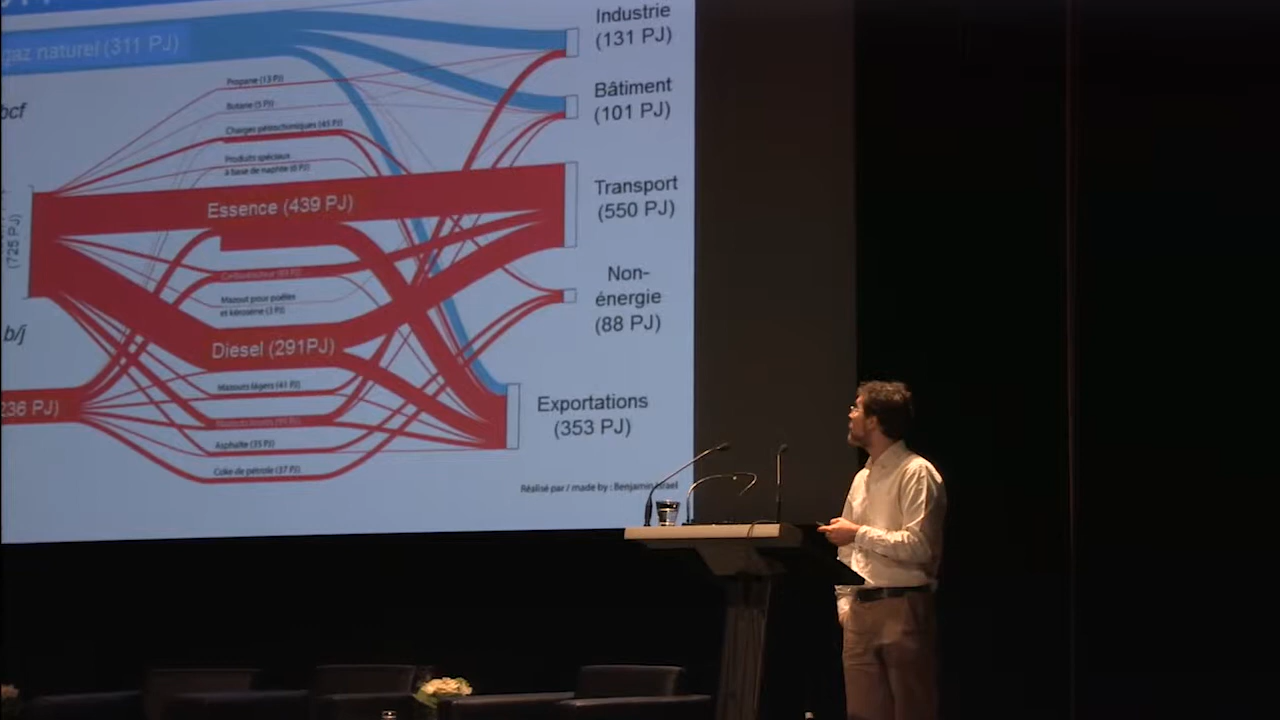 gaz naturel (311 PJ)
bcf
(725 PJ)
b/j
236 PJ)
Propane (13 PJ)
Butane (5 PJ)
Charges pétrochimiques (45 PJ)
Produits spéciaux
à base de naphte (6 PJ)
Essence (439 PJ)
Mazout pour poêles
et kérosène (3 PJ)
Diesel (291PJ)
Mazouts légers (41 PJ)
Asphalte (35 PJ)
Coke de pétrole (37 PJ)
Industrie
(131 PJ)
Bâtiment
(101 PJ)
Transport
(550 PJ)
Non-
énergie
(88 PJ)
Exportations
(353 PJ)
Réalisé par / made by : Benjamin Israel